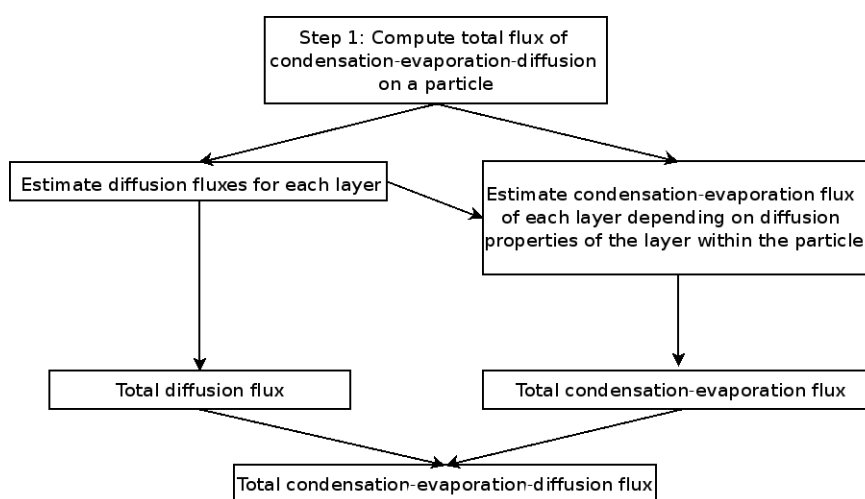 Step 1: Compute total flux of
condensation-evaporation-diffusion
on a particle
Estimate diffusion fluxes for each layer
Estimate condensation-evaporation flux
of each layer depending on diffusion
properties of the layer within the particle
Total diffusion flux
Total condensation-evaporation flux
Total condensation-evaporation-diffusion flux